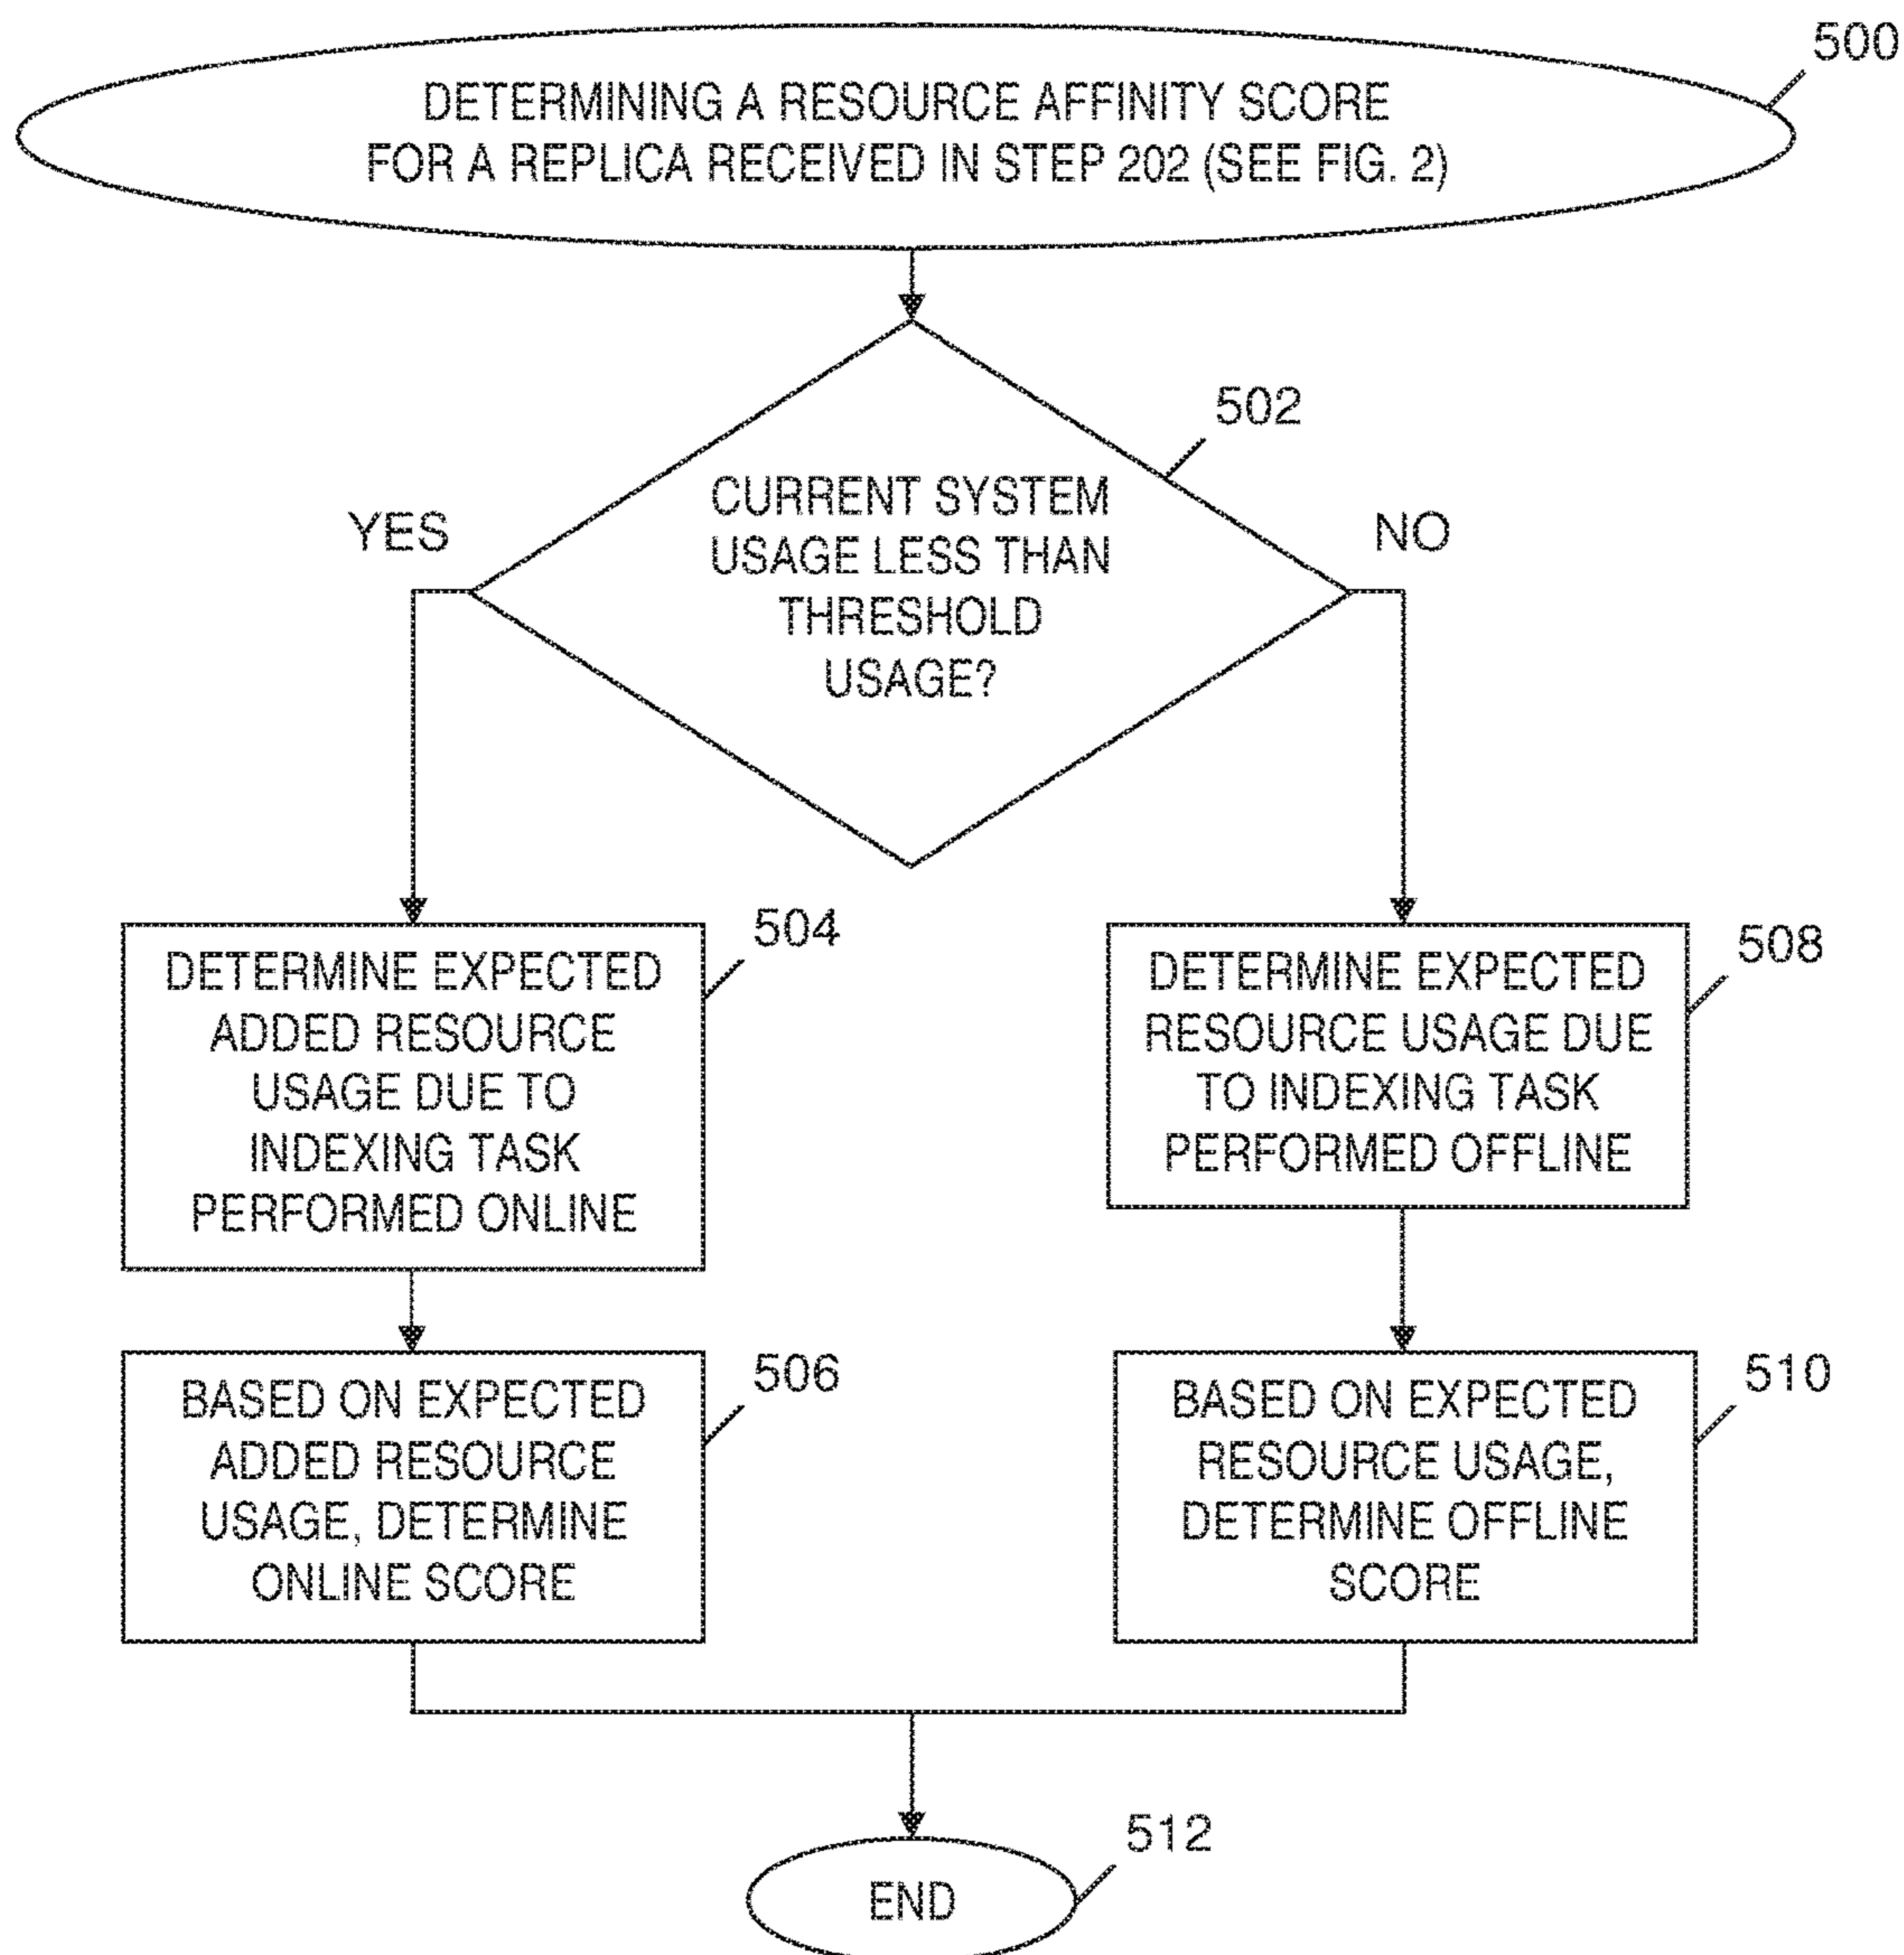 500
DETERMINING A RESOURCE AFFINITY SCORE
FOR A REPLICA RECEIVED IN STEP 202 (SEE FIG. 2)
502
CURRENT SYSTEM
USAGE LESS THAN
THRESHOLD
USAGE?
YES
NO
504
DETERMINE EXPECTED
ADDED RESOURCE
USAGE DUE TO
INDEXING TASK
PERFORMED ONLINE
508
DETERMINE EXPECTED
RESOURCE USAGE DUE
TO INDEXING TASK
PERFORMED OFFLINE
506
BASED ON EXPECTED
ADDED RESOURCE
USAGE, DETERMINE
ONLINE SCORE
510
BASED ON EXPECTED
RESOURCE USAGE,
DETERMINE OFFLINE
SCORE
512
END